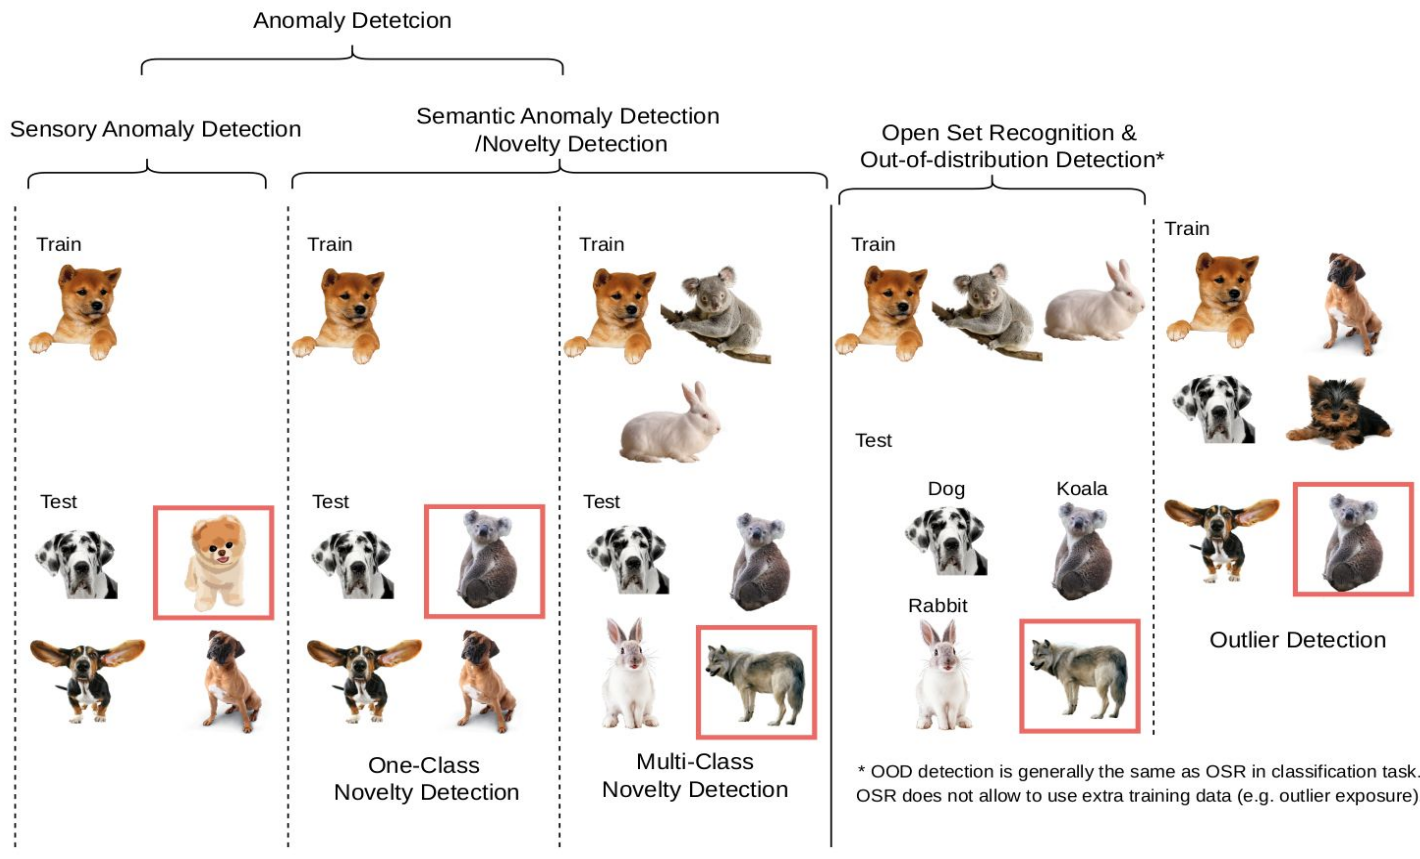 Anomaly Detetcion
Sensory Anomaly Detection
Semantic Anomaly Detection
/Novelty Detection
Open Set Recognition &
Out-of-distribution Detection*
Train
Train
Train
Train
Train
Test
Test
Test
Test
Dog
Koala
Rabbit
Outlier Detection
One-Class
Novelty Detection
Multi-Class
Novelty Detection
* OOD detection is generally the same as OSR in classification task.
OSR does not allow to use extra training data (e.g. outlier exposure)